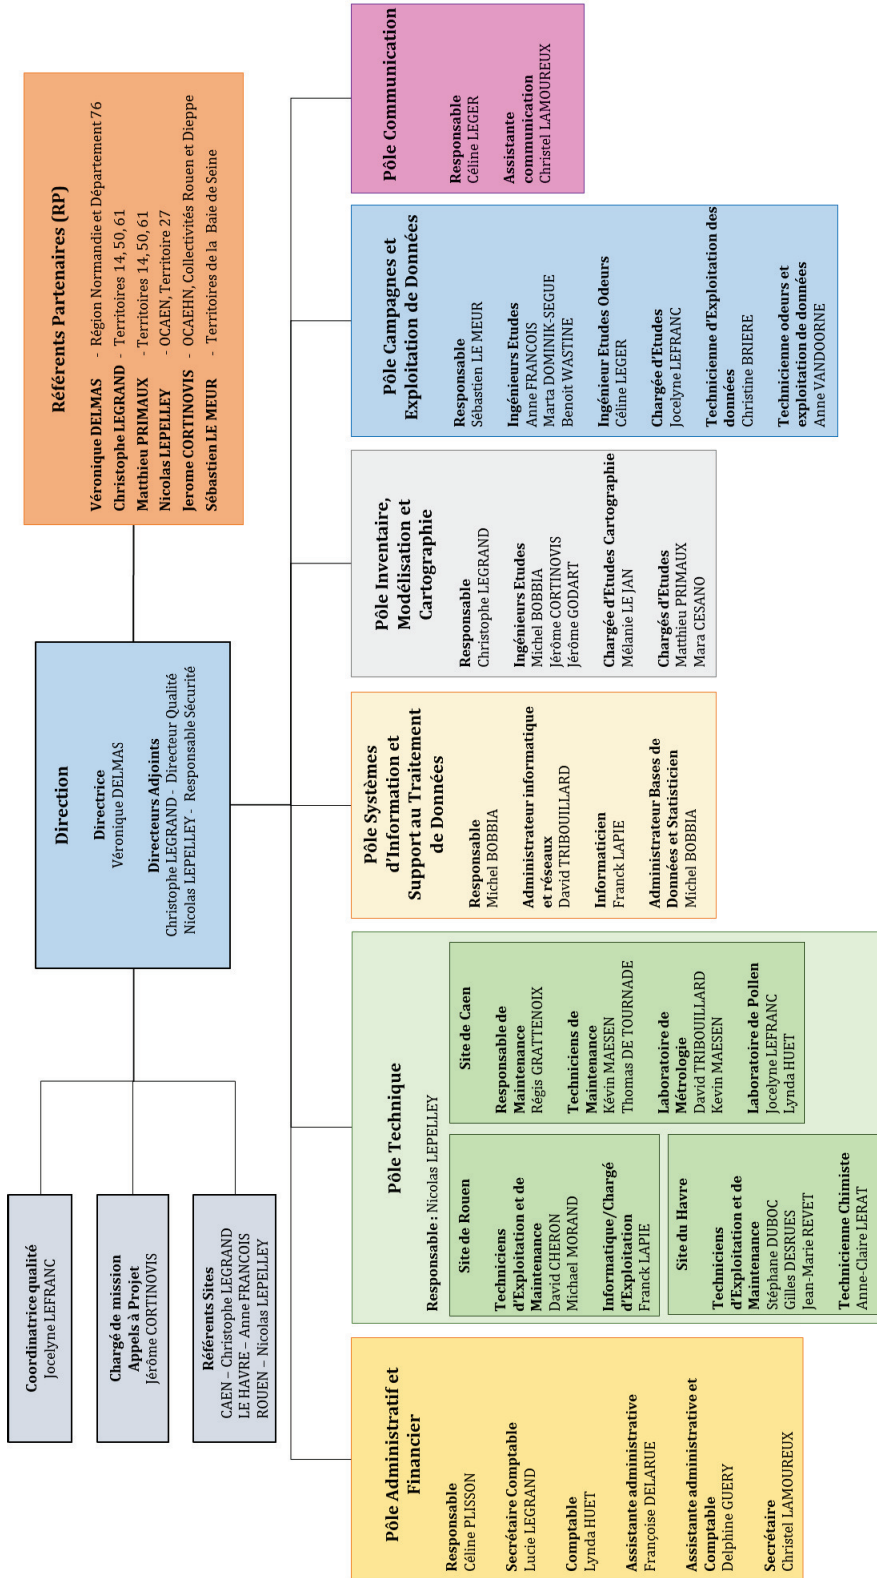 Coordinatrice qualité
Jocelyne LEFRANC
Chargé de mission
Appels à Projet
Jérôme CORTINOVIS
Référents Sites
CAEN – Christophe LEGRAND
LE HAVRE – Anne FRANCOIS
ROUEN – Nicolas LEPELLEY
Direction
Directrice
Véronique DELMAS
Directeurs Adjoints
Christophe LEGRAND - Directeur Qualité
Nicolas LEPELLEY - Responsable Sécurité
Référents Partenaires (RP)
Véronique DELMAS - Région Normandie et Département 76
Christophe LEGRAND - Territoires 14, 50, 61
Matthieu PRIMAUX - Territoires 14, 50, 61
Nicolas LEPELLEY - OCAEN, Territoire 27
Jerome CORTINOVIS - OCAEHN, Collectivités Rouen et Dieppe
Sébastien LE MEUR - Territoires de la Baie de Seine
Pôle Administratif et
Financier
Responsable
Céline PLISSON
Secrétaire Comptable
Lucie LEGRAND
Comptable
Lynda HUET
Assistante administrative
Françoise DELARUE
Assistante administrative et
Comptable
Delphine GUERY
Secrétaire
Christel LAMOUREUX
Pôle Technique
Responsable : Nicolas LEPELLEY
Site de Rouen
Techniciens
d'Exploitation et de
Maintenance
David CHERON
Michael MORAND
Informatique/Chargé
d'Exploitation
Franck LAPIE
Site du Havre
Techniciens
d'Exploitation et de
Maintenance
Stéphane DUBOC
Gilles DESRUES
Jean-Marie REVET
Technicienne Chimiste
Anne-Claire LERAT
Site de Caen
Responsable de
Maintenance
Régis GRATTENOIX
Techniciens de
Maintenance
Kévin MAESEN
Thomas DE TOURNADE
Laboratoire de
Métrologie
David TRIBOUILLARD
Kevin MAESEN
Laboratoire de Pollen
Jocelyne LEFRANC
Lynda HUET
Pôle Systèmes
d'Information et
Support au Traitement
de Données
Responsable
Michel BOBBIA
Administrateur informatique
et réseaux
David TRIBOUILLARD
Informaticien
Franck LAPIE
Administrateur Bases de
Données et Statisticien
Michel BOBBIA
Pôle Inventaire,
Modélisation et
Cartographie
Responsable
Christophe LEGRAND
Ingénieurs Etudes
Michel BOBBIA
Jérôme CORTINOVIS
Jérôme GODART
Chargée d'Etudes Cartographie
Mélanie LE JAN
Chargés d'Etudes
Matthieu PRIMAUX
Mara CESANO
Pôle Campagnes et
Exploitation de Données
Responsable
Sébastien LE MEUR
Ingénieurs Etudes
Anne FRANCOIS
Marta DOMINIK-SEGUE
Benoit WASTINE
Ingénieur Etudes Odeurs
Céline LEGER
Chargée d'Etudes
Jocelyne LEFRANC
Technicienne d'Exploitation des
données
Christine BRIERE
Technicienne odeurs et
exploitation de données
Anne VANDOORNE
Pôle Communication
Responsable
Céline LEGER
Assistante
communication
Christel LAMOUREUX